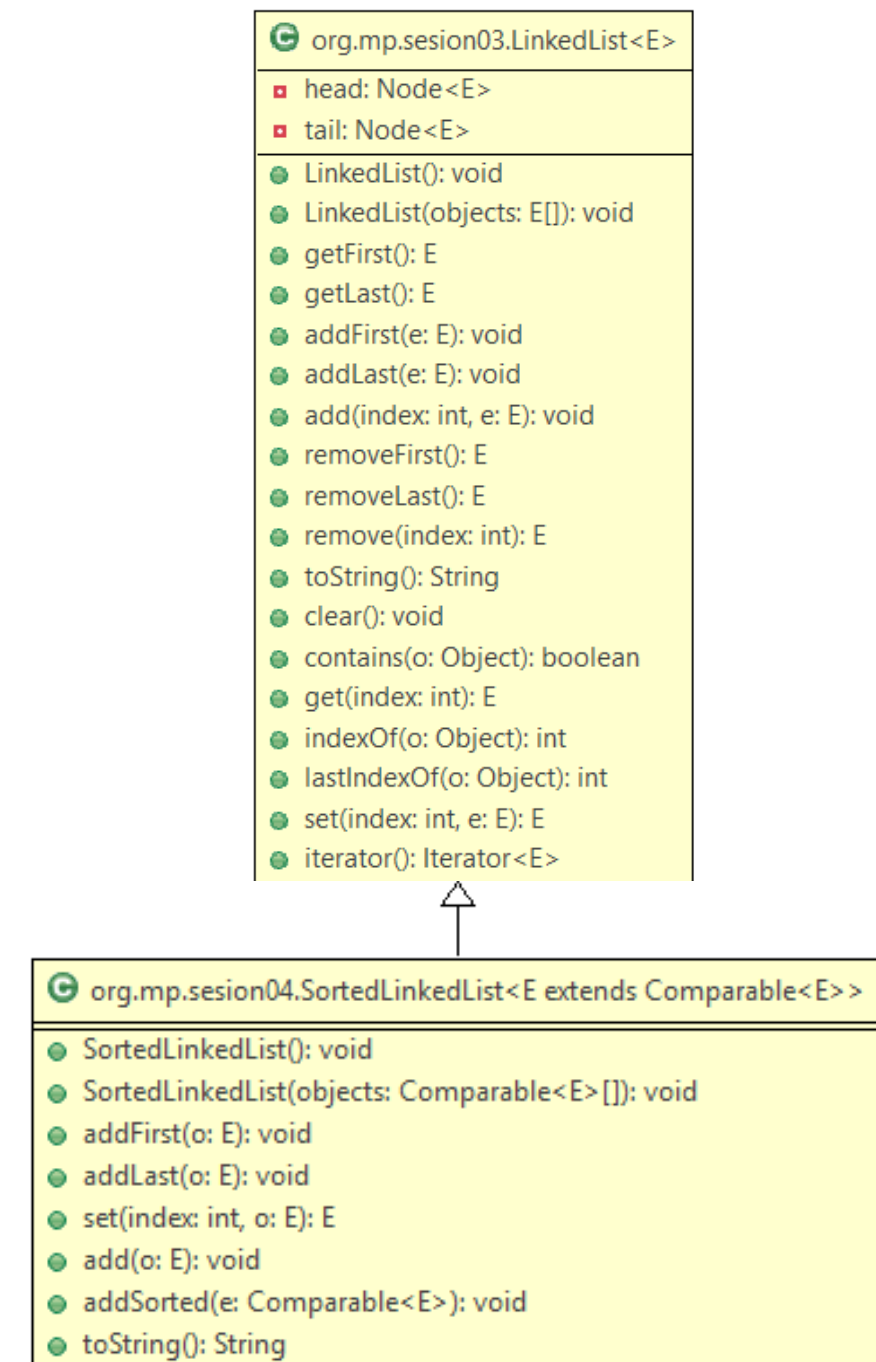 org.mp.sesion03.LinkedList<E>
head: Node<E>
tail: Node<E>
LinkedList(): void
LinkedList(objects: E[]): void
getFirst(): E
getLast(): E
addFirst(e: E): void
addLast(e: E): void
add(index: int, e: E): void
removeFirst(): E
removeLast(): E
remove(index: int): E
toString(): String
clear(): void
contains(o: Object): boolean
get(index: int): E
indexOf(o: Object): int
lastIndexOf(o: Object): int
set(index: int, e: E): E
iterator(): Iterator<E>
org.mp.sesion04.SortedLinkedList<E extends Comparable<E>>
SortedLinkedList(): void
SortedLinkedList(objects: Comparable<E>[]): void
addFirst(o: E): void
addLast(o: E): void
set(index: int, o: E): E
add(o: E): void
addSorted(e: Comparable<E>): void
toString(): String